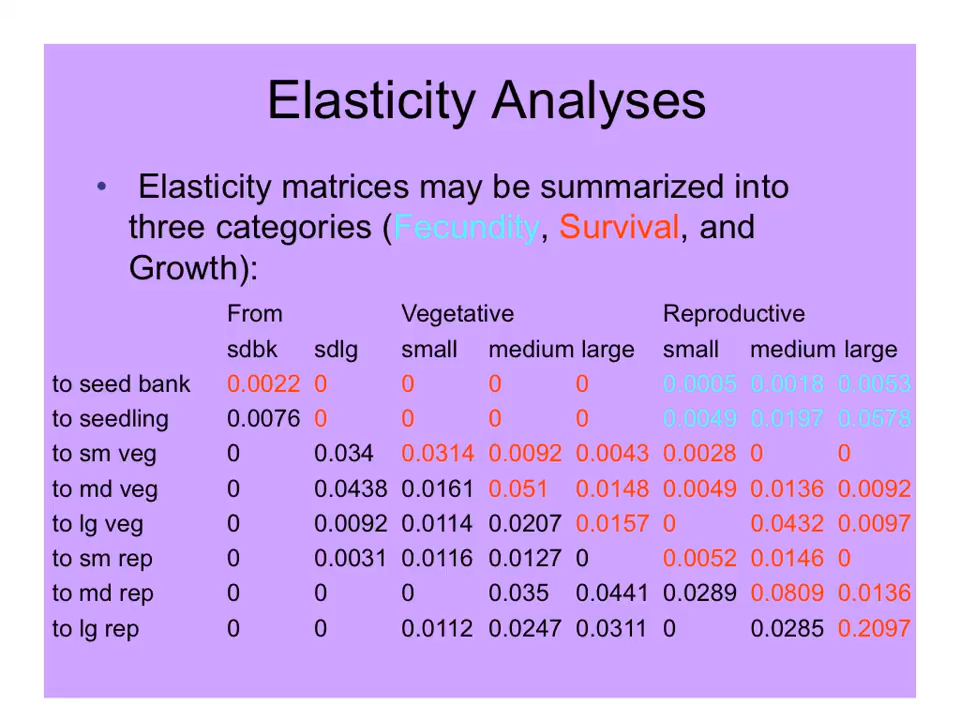 Elasticity Analyses
• Elasticity matrices may be summarized into
three categories (Fecundity, Survival, and
Growth):
From Vegetative Reproductive
sdbk sdlg small medium large small medium large
to seed bank 0.0022 0 0 0 0 0.0005 0.0018 0.0053
to seedling 0.0076 0 0 0 0 0.0049 0.0197 0.0578
to sm veg 0 0.034 0.0314 0.0092 0.0043 0.0028 0 0
to md veg 0 0.0438 0.0161 0.051 0.0148 0.0049 0.0136 0.0092
to lg veg 0 0.0092 0.0114 0.0207 0.0157 0 0.0432 0.0097
to sm rep 0 0.0031 0.0116 0.0127 0 0.0052 0.0146 0
to md rep 0 0 0 0.035 0.0441 0.0289 0.0809 0.0136
to lg rep 0 0 0.0112 0.0247 0.0311 0 0.0285 0.2097